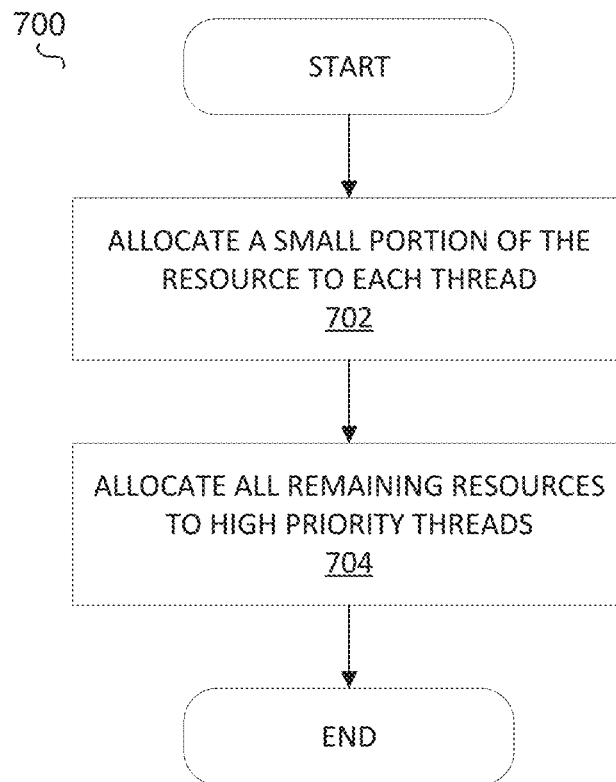 700
START
ALLOCATE A SMALL PORTION OF THE
RESOURCE TO EACH THREAD
702
ALLOCATE ALL REMAINING RESOURCES
TO HIGH PRIORITY THREADS
704
END